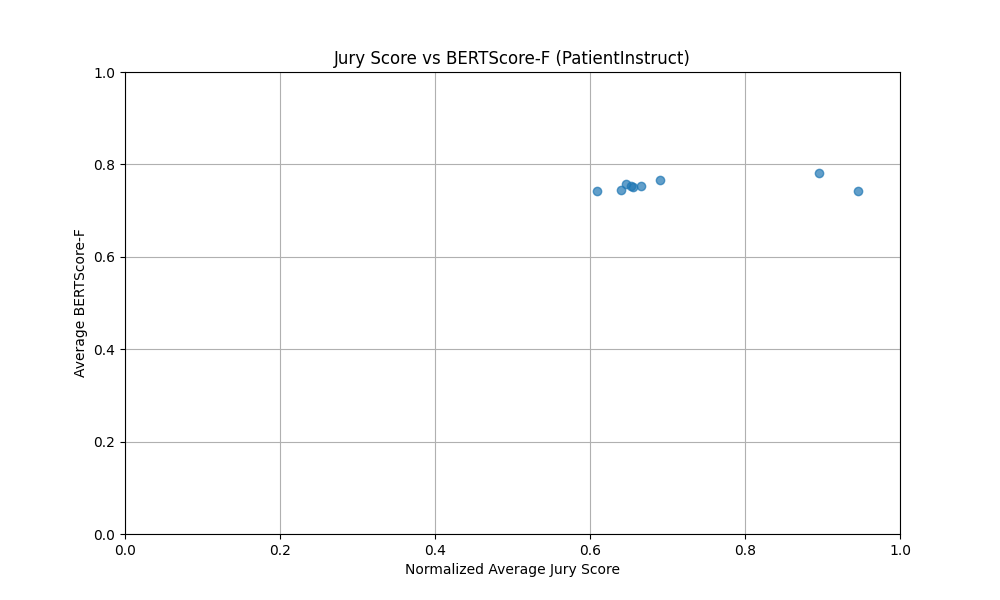 Jury Score vs BERTScore-F (PatientInstruct)
Average BERTScore-F
1.0
0.8
0.6
0.4
0.2
0.0
0.0 0.2 0.4 0.6 0.8 1.0
Normalized Average Jury Score